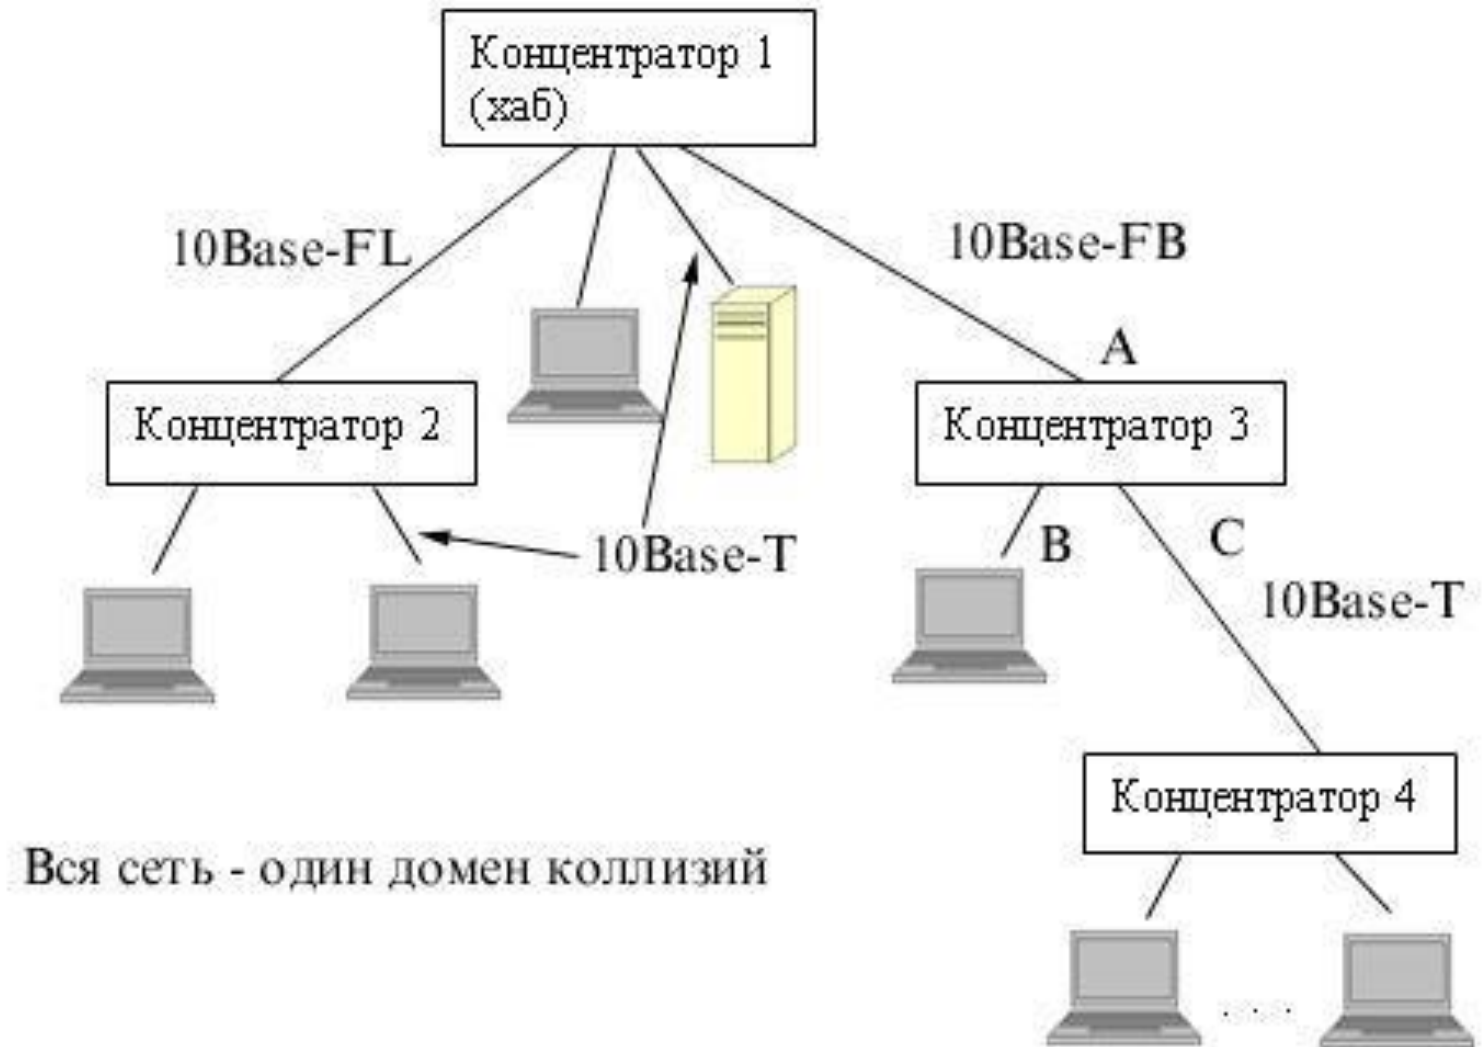 Концентратор 1
(хаб)
10Base-FL
10Base-FB
A
Концентратор 2
Концентратор 3
B
C
10Base-T
10Base-T
Концентратор 4
Вся сеть - один домен коллизий
. . .